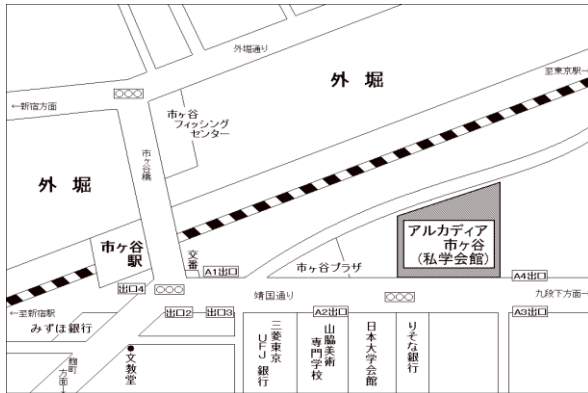 外堀通り
至東京駅→
外 堀
←新宿方面
市ヶ谷
フィッシング
センター
市ヶ谷橋
外 堀
アルカディア
市ヶ谷
(私学会館)
市ヶ谷
駅
交番
A1出口
市ヶ谷プラザ
A4出口
出口4
靖国通り
九段下方面→
←至新宿駅
出口2
出口3
A2出口
A3出口
みずほ銀行
三菱東京
UFJ銀行
山脇美術
専門学校
日本大学会館
りそな銀行
文教堂
麹町
方面→